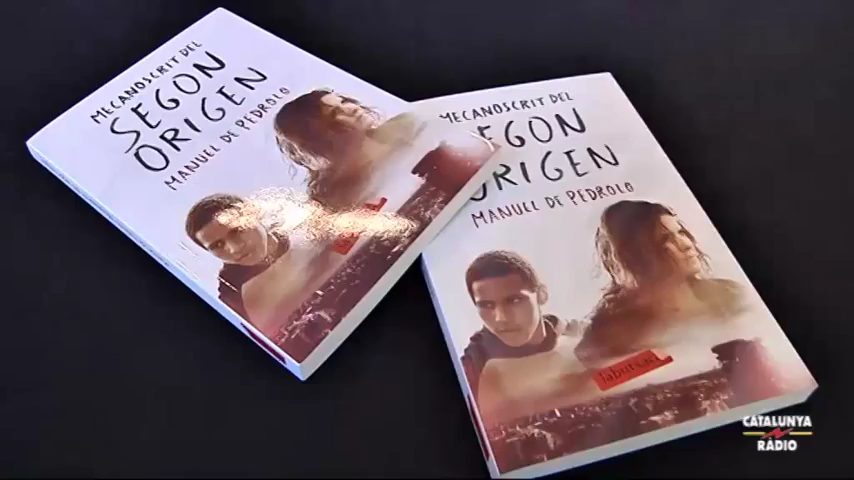 MECANOSCRIT DEL
SEGON
ORIGEN
MANUEL DE PEDROLO
MECANOSCRIT DEL
SEGON
ORIGEN
MANUEL DE PEDROLO
labutxaca
CATALUNYA
RÀDIO